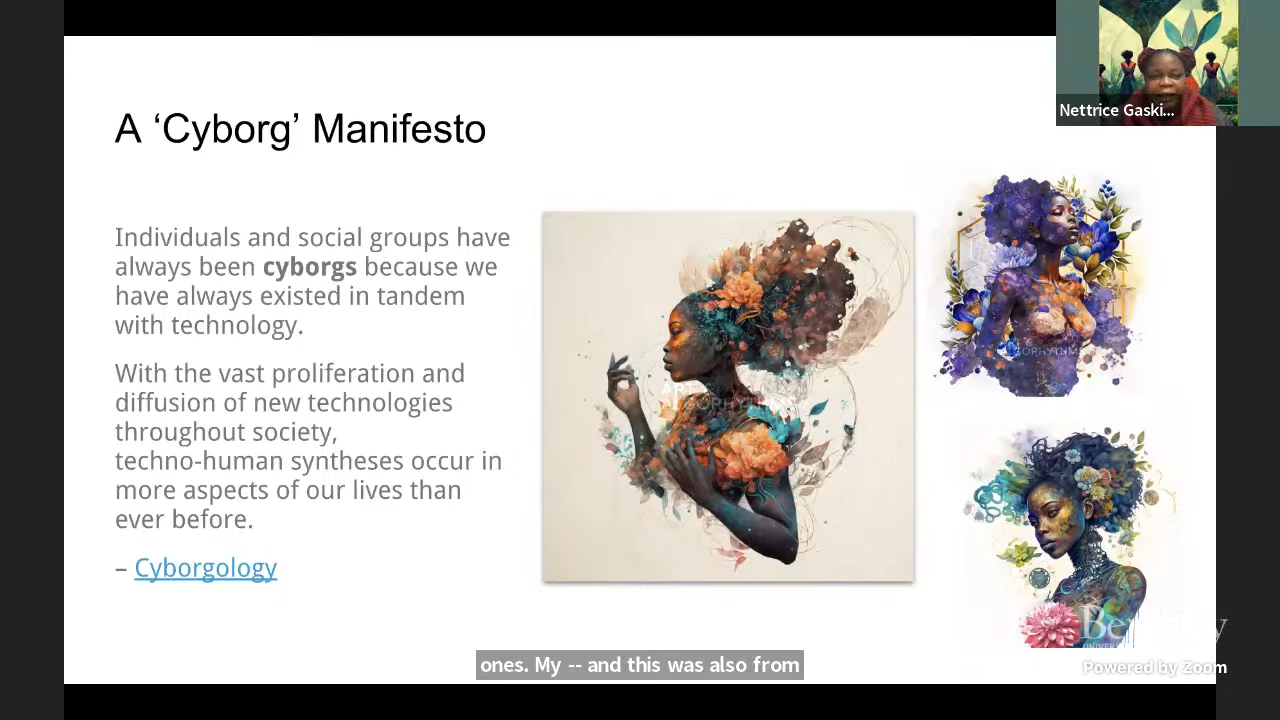 Nettrice Gaski...
A ‘Cyborg’ Manifesto
Individuals and social groups have
always been cyborgs because we
have always existed in tandem
with technology.
With the vast proliferation and
diffusion of new technologies
throughout society,
techno-human syntheses occur in
more aspects of our lives than
ever before.
– Cyborgology
ones. My -- and this was also from
Powered by Zoom